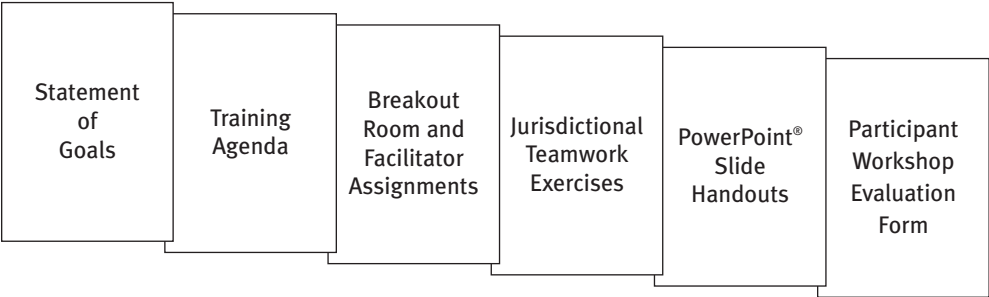 Statement
of
Goals
Training
Agenda
Breakout
Room and
Facilitator
Assignments
Jurisdictional
Teamwork
Exercises
PowerPoint®
Slide
Handouts
Participant
Workshop
Evaluation
Form